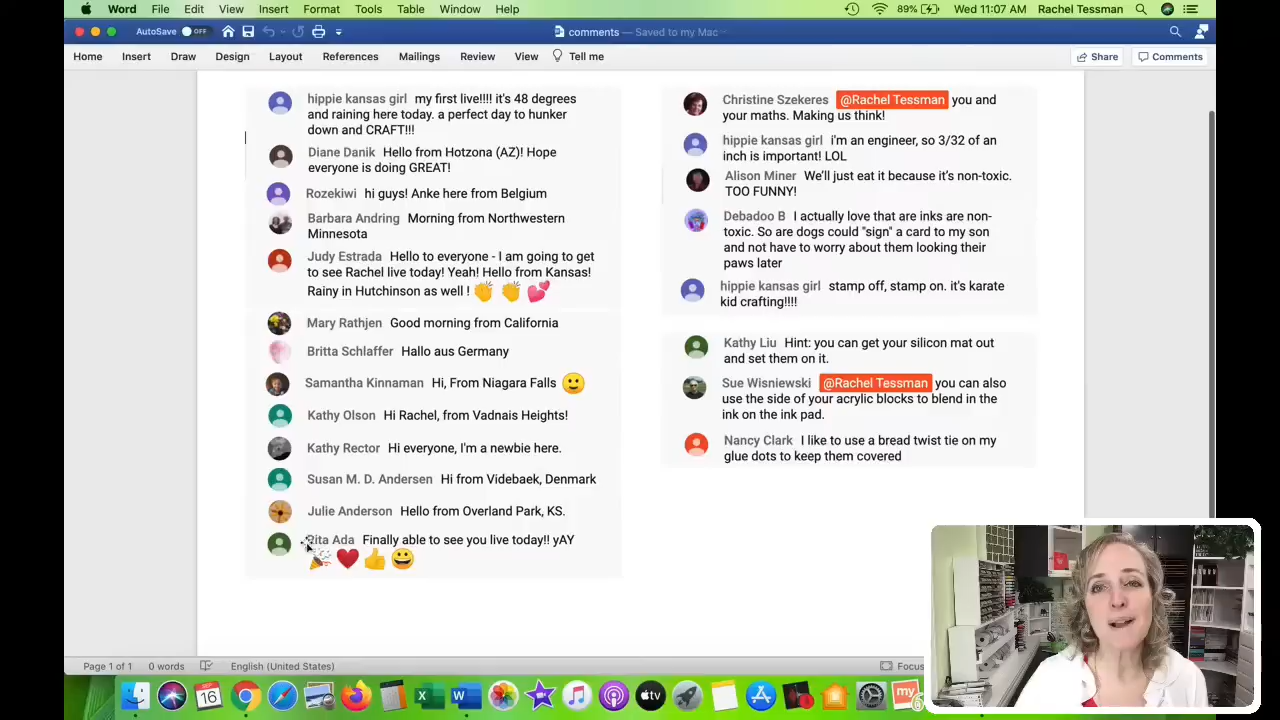 Word File Edit View Insert Format Tools Table Window Help 89% Wed 11:07 AM Rachel Tessman
AutoSave OFF comments — Saved to my Mac
Home Insert Draw Design Layout References Mailings Review View Tell me Share Comments
hippie kansas girl my first live!!!! it's 48 degrees
and raining here today. a perfect day to hunker
down and CRAFT!!!
Diane Danik Hello from Hotzona (AZ)! Hope
everyone is doing GREAT!
Rozekiwi hi guys! Anke here from Belgium
Barbara Andring Morning from Northwestern
Minnesota
Judy Estrada Hello to everyone - I am going to get
to see Rachel live today! Yeah! Hello from Kansas!
Rainy in Hutchinson as well ! 👏 👏 💕
Mary Rathjen Good morning from California
Britta Schlaffer Hallo aus Germany
Samantha Kinnaman Hi, From Niagara Falls 🙂
Kathy Olson Hi Rachel, from Vadnais Heights!
Kathy Rector Hi everyone, I'm a newbie here.
Susan M. D. Andersen Hi from Videbaek, Denmark
Julie Anderson Hello from Overland Park, KS.
Rita Ada Finally able to see you live today!! yAY
🎉 ❤️ 👍 😀
Christine Szekeres @Rachel Tessman you and
your maths. Making us think!
hippie kansas girl i'm an engineer, so 3/32 of an
inch is important! LOL
Alison Miner We'll just eat it because it's non-toxic.
TOO FUNNY!
Debadoo B I actually love that are inks are non-
toxic. So are dogs could "sign" a card to my son
and not have to worry about them looking their
paws later
hippie kansas girl stamp off, stamp on. it's karate
kid crafting!!!!
Kathy Liu Hint: you can get your silicon mat out
and set them on it.
Sue Wisniewski @Rachel Tessman you can also
use the side of your acrylic blocks to blend in the
ink on the ink pad.
Nancy Clark I like to use a bread twist tie on my
glue dots to keep them covered
Page 1 of 1 0 words English (United States) Focus
16
tv
my